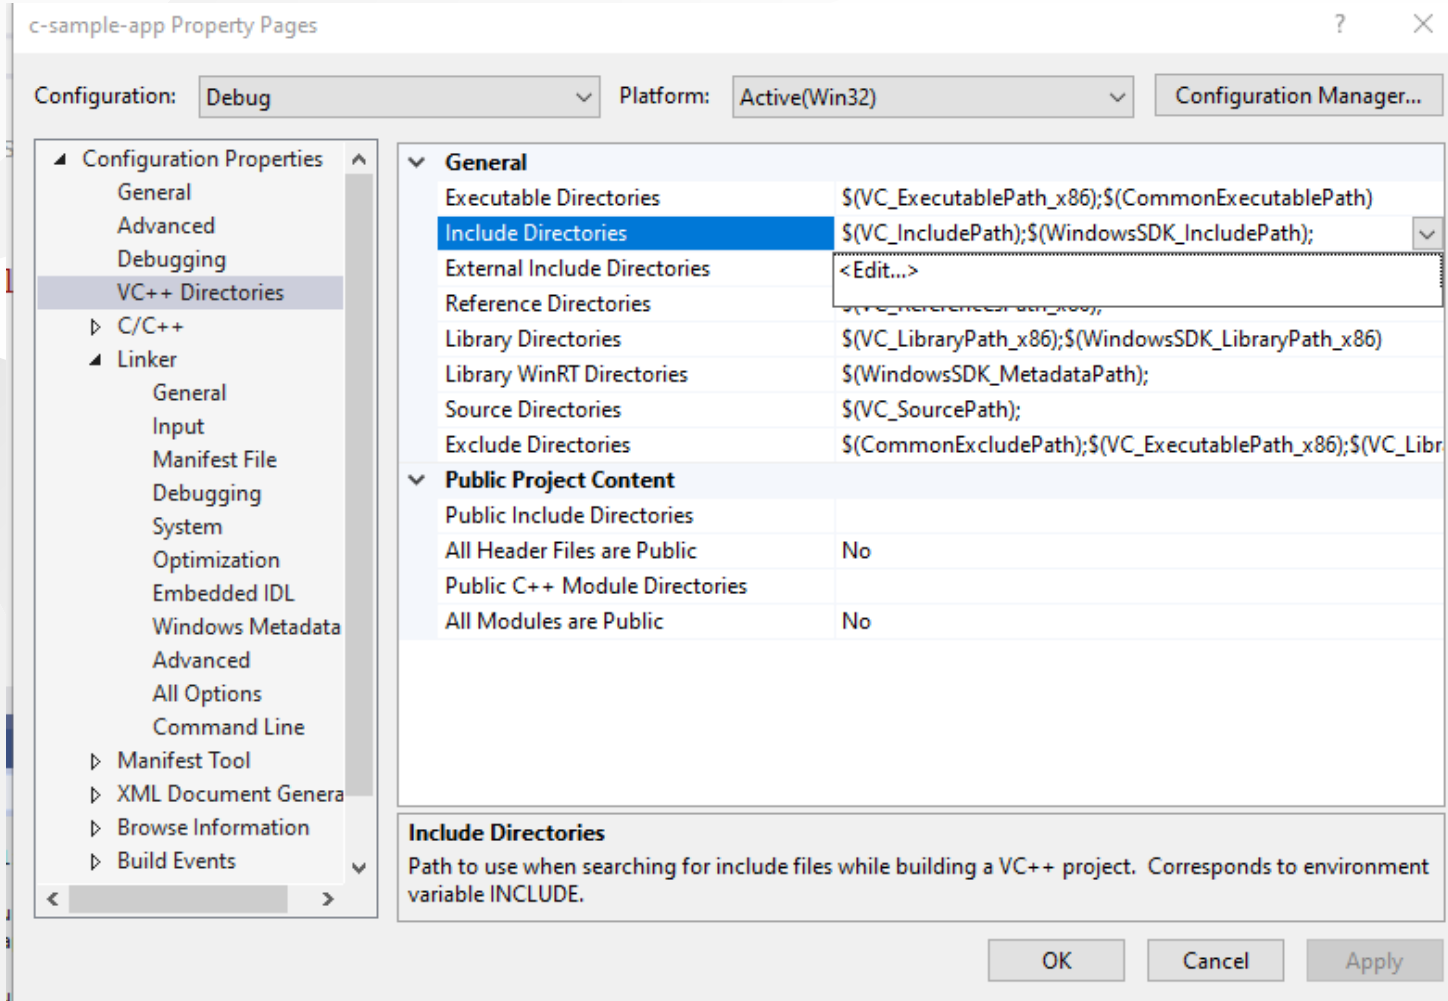 c-sample-app Property Pages
Configuration: Debug Platform: Active(Win32) Configuration Manager...
Configuration Properties
General
Advanced
Debugging
VC++ Directories
C/C++
Linker
General
Input
Manifest File
Debugging
System
Optimization
Embedded IDL
Windows Metadata
Advanced
All Options
Command Line
Manifest Tool
XML Document Genera
Browse Information
Build Events
General
Executable Directories $(VC_ExecutablePath_x86);$(CommonExecutablePath)
Include Directories $(VC_IncludePath);$(WindowsSDK_IncludePath);
External Include Directories <Edit...>
Reference Directories
Library Directories $(VC_LibraryPath_x86);$(WindowsSDK_LibraryPath_x86)
Library WinRT Directories $(WindowsSDK_MetadataPath);
Source Directories $(VC_SourcePath);
Exclude Directories $(CommonExcludePath);$(VC_ExecutablePath_x86);$(VC_Libr
Public Project Content
Public Include Directories
All Header Files are Public No
Public C++ Module Directories
All Modules are Public No
Include Directories
Path to use when searching for include files while building a VC++ project. Corresponds to environment
variable INCLUDE.
OK Cancel Apply